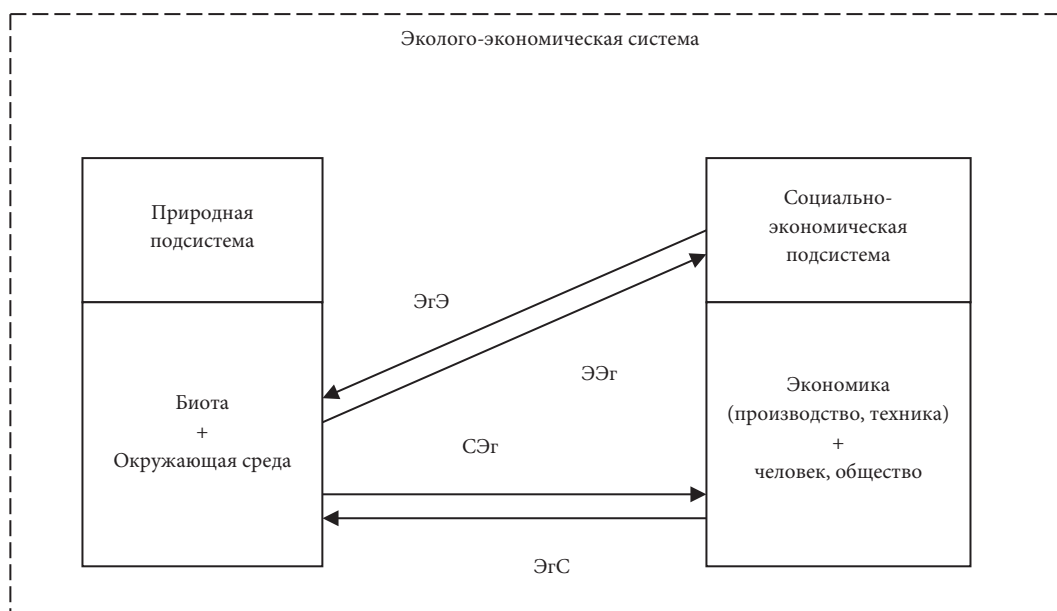 Эколого-экономическая система
Природная
подсистема
Социально-
экономическая
подсистема
ЭгЭ
ЭЭг
Биота
+
Окружающая среда
Экономика
(производство, техника)
+
человек, общество
СЭг
ЭгС